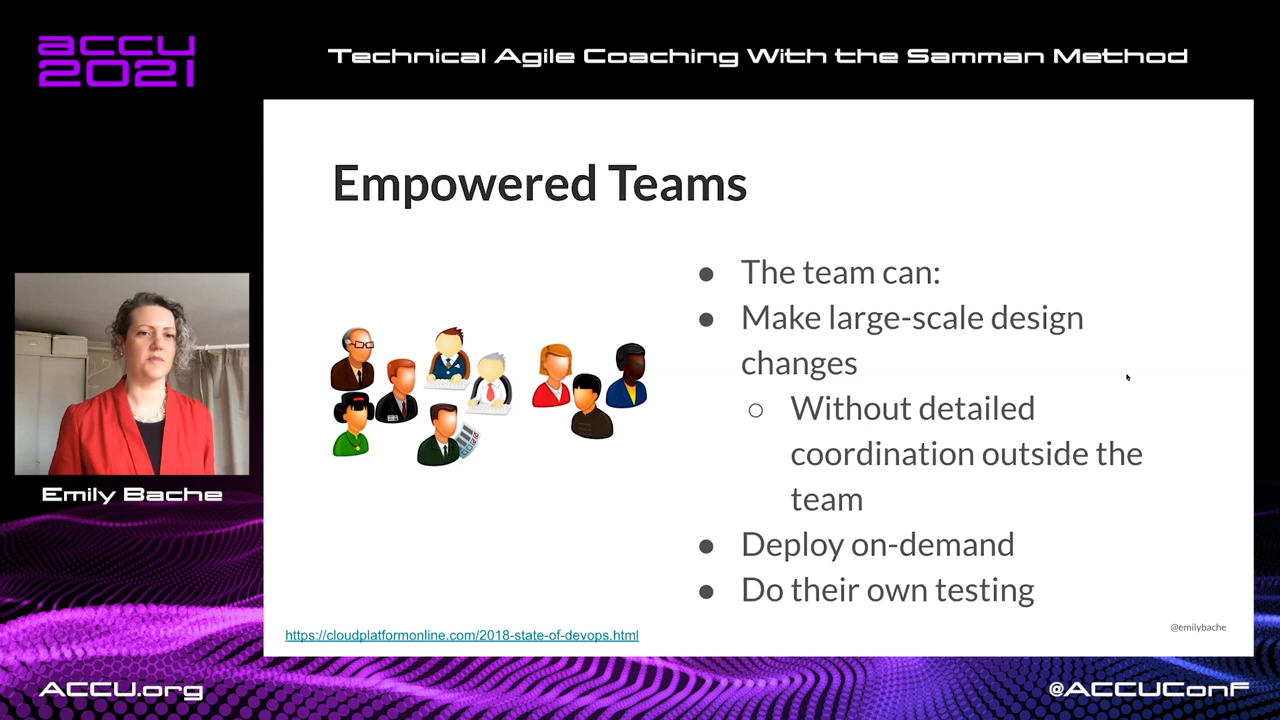 accu
2021
Technical Agile Coaching With the Samman Method
Empowered Teams
● The team can:
● Make large-scale design
changes
○ Without detailed
coordination outside the
team
● Deploy on-demand
● Do their own testing
https://cloudplatformonline.com/2018-state-of-devops.html
@emilybache
Emily Bache
ACCU.org
@ACCUConf